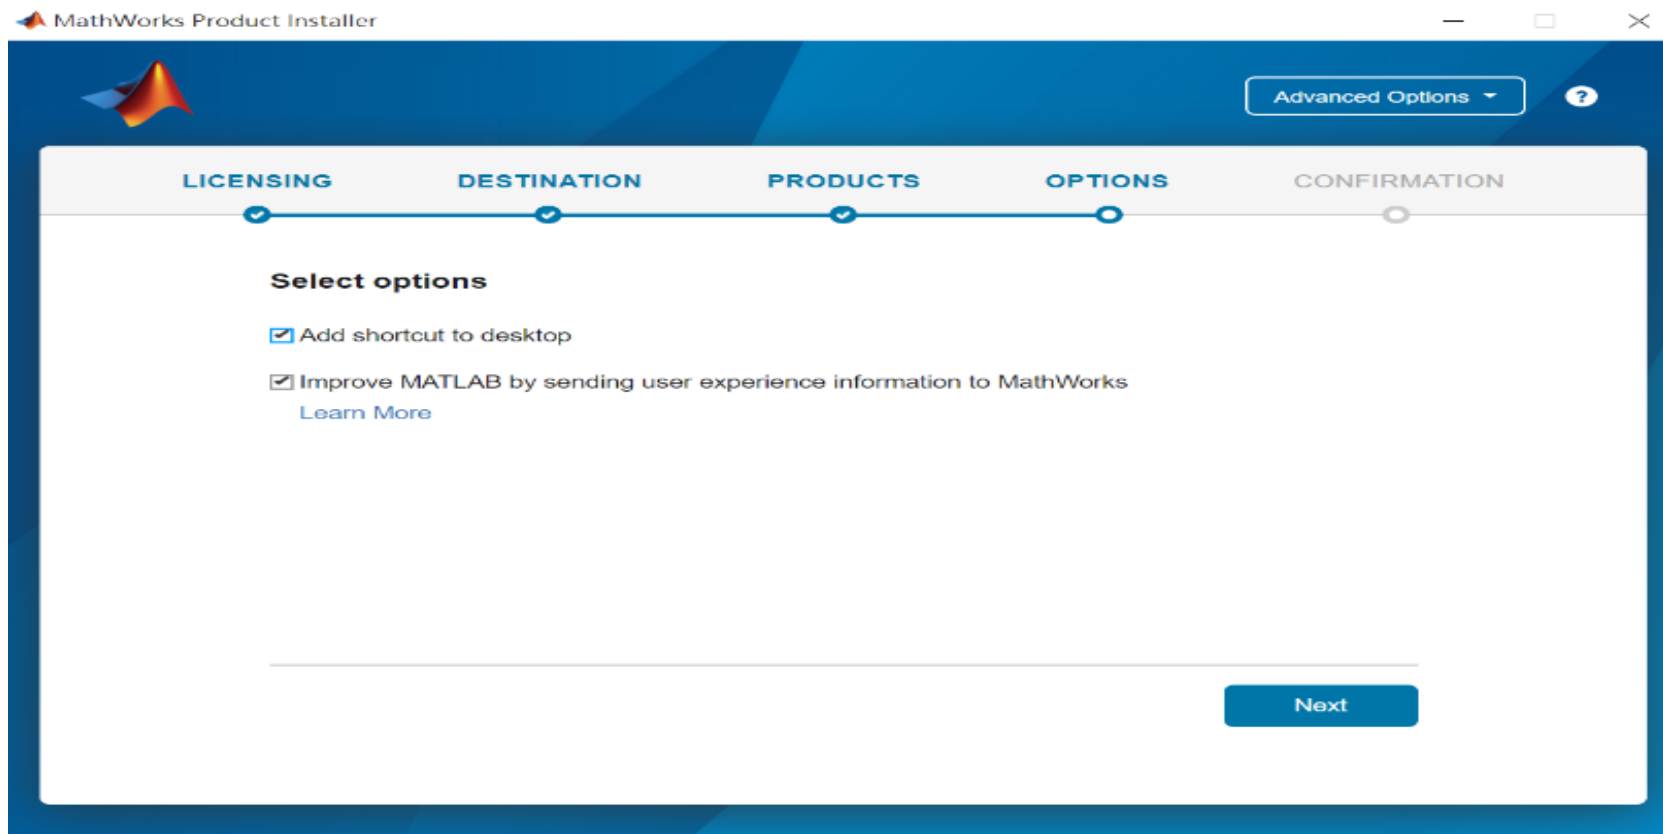 MathWorks Product Installer
Advanced Options
?
LICENSING DESTINATION PRODUCTS OPTIONS CONFIRMATION
Select options
Add shortcut to desktop
Improve MATLAB by sending user experience information to MathWorks
Learn More
Next